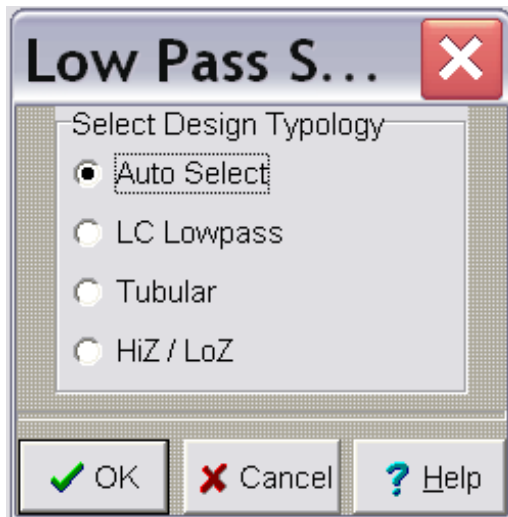 Low Pass S...
Select Design Typology
Auto Select
LC Lowpass
Tubular
HiZ / LoZ
OK Cancel ? Help